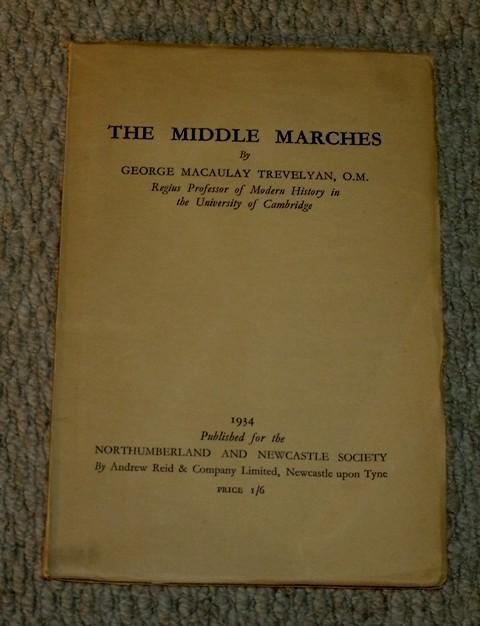 THE MIDDLE MARCHES
By
GEORGE MACAULAY TREVELYAN, O.M.
Regius Professor of Modern History in
the University of Cambridge
1934
Published for the
NORTHUMBERLAND AND NEWCASTLE SOCIETY
By Andrew Reid & Company Limited, Newcastle upon Tyne
PRICE 1/6